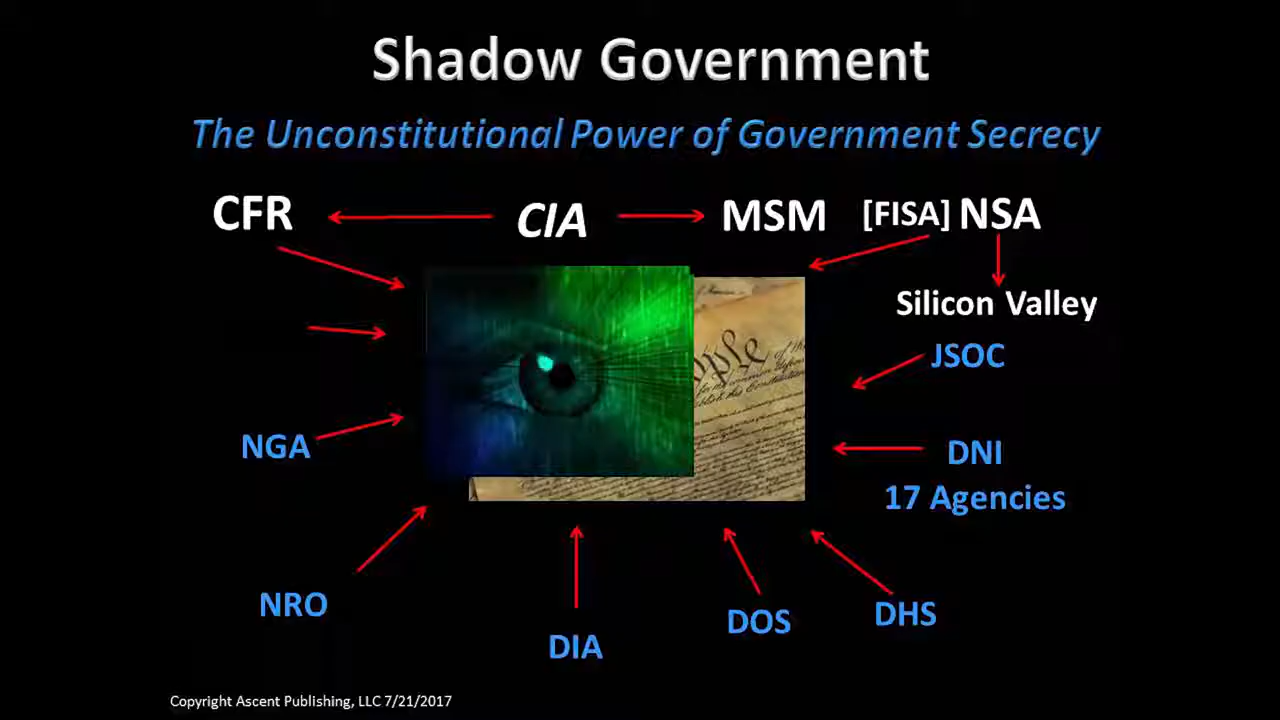 Shadow Government
The Unconstitutional Power of Government Secrecy
CFR CIA MSM [FISA] NSA
Silicon Valley
JSOC
NGA
DNI
17 Agencies
NRO
DIA
DOS
DHS
Copyright Ascent Publishing, LLC 7/21/2017